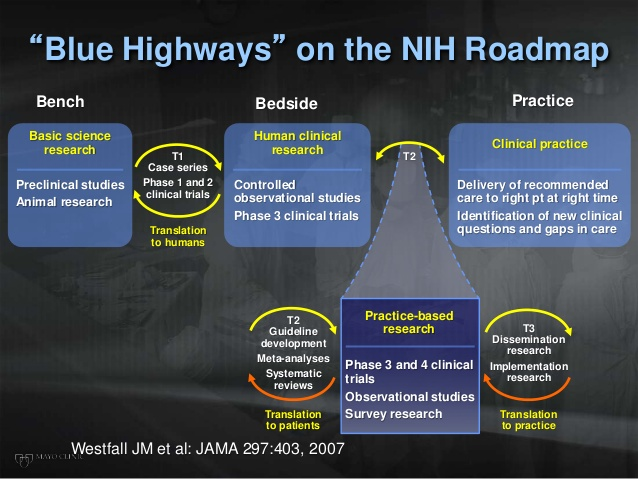 “Blue Highways” on the NIH Roadmap
Bench
Bedside
Practice
Basic science
research
Preclinical studies
Animal research
T1
Case series
Phase 1 and 2
clinical trials
Translation
to humans
Human clinical
research
Controlled
observational studies
Phase 3 clinical trials
T2
Clinical practice
Delivery of recommended
care to right pt at right time
Identification of new clinical
questions and gaps in care
T2
Guideline
development
Meta-analyses
Systematic
reviews
Translation
to patients
Practice-based
research
Phase 3 and 4 clinical
trials
Observational studies
Survey research
T3
Dissemination
research
Implementation
research
Translation
to practice
Westfall JM et al: JAMA 297:403, 2007
MAYO CLINIC